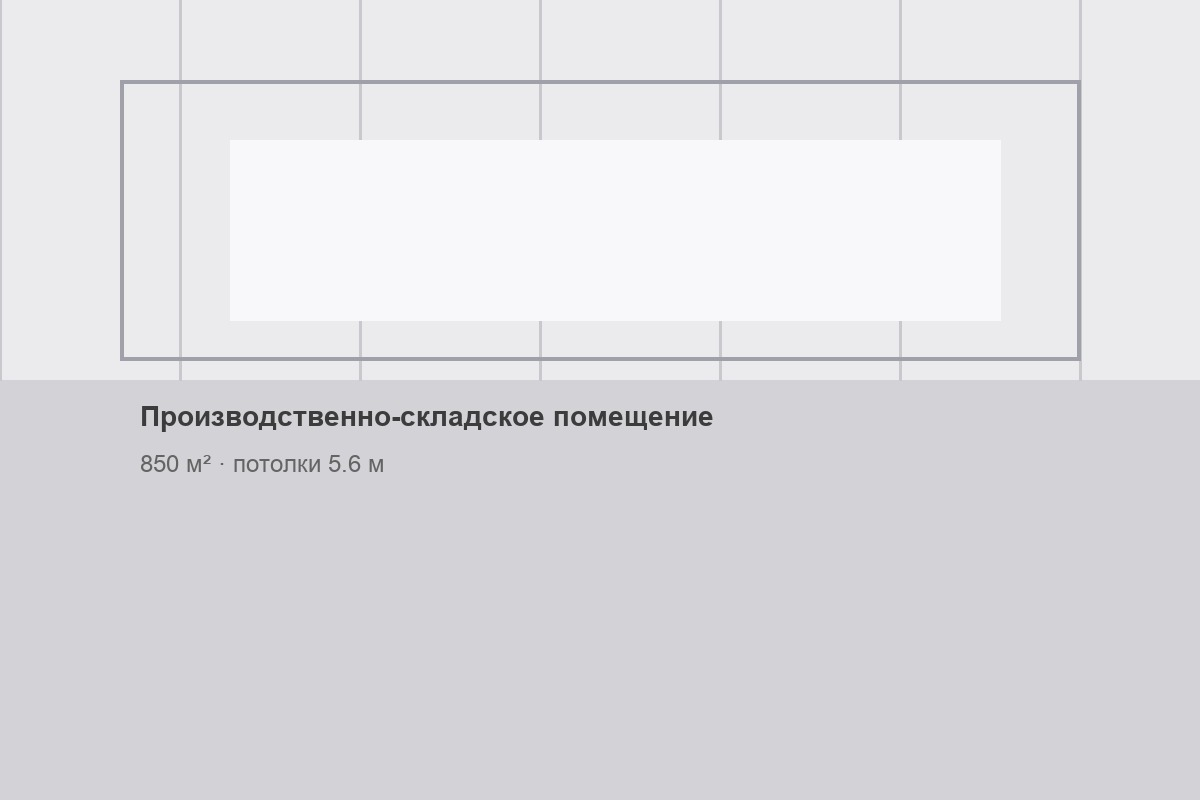 Производственно-складское помещение
850 м² · потолки 5.6 м